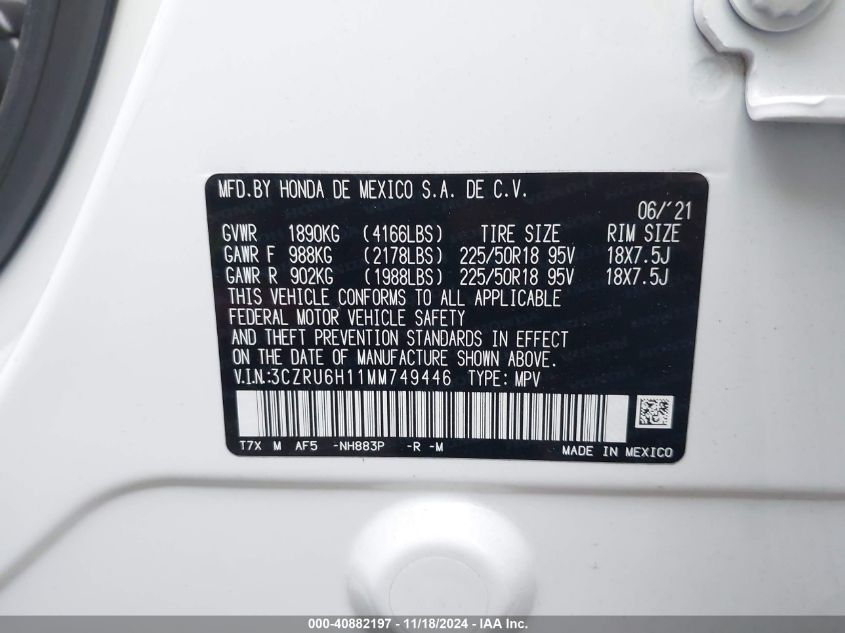 MFD.BY HONDA DE MEXICO S.A. DE C.V.
06/'21
GVWR 1890KG (4166LBS) TIRE SIZE RIM SIZE
GAWR F 988KG (2178LBS) 225/50R18 95V 18X7.5J
GAWR R 902KG (1988LBS) 225/50R18 95V 18X7.5J
THIS VEHICLE CONFORMS TO ALL APPLICABLE
FEDERAL MOTOR VEHICLE SAFETY
AND THEFT PREVENTION STANDARDS IN EFFECT
ON THE DATE OF MANUFACTURE SHOWN ABOVE.
V.I.N.:3CZRU6H11MM749446 TYPE: MPV
T7X M AF5 -NH883P -R -M MADE IN MEXICO
000-40882197 - 11/18/2024 - IAA Inc.